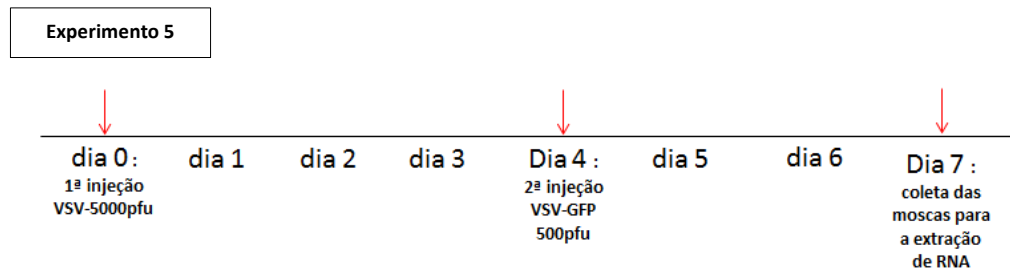 Experimento 5
dia 0 : dia 1 dia 2 dia 3 Dia 4 : dia 5 dia 6 Dia 7 :
1ª injeção
VSV-5000pfu
2ª injeção
VSV-GFP
500pfu
coleta das
moscas para
a extração
de RNA